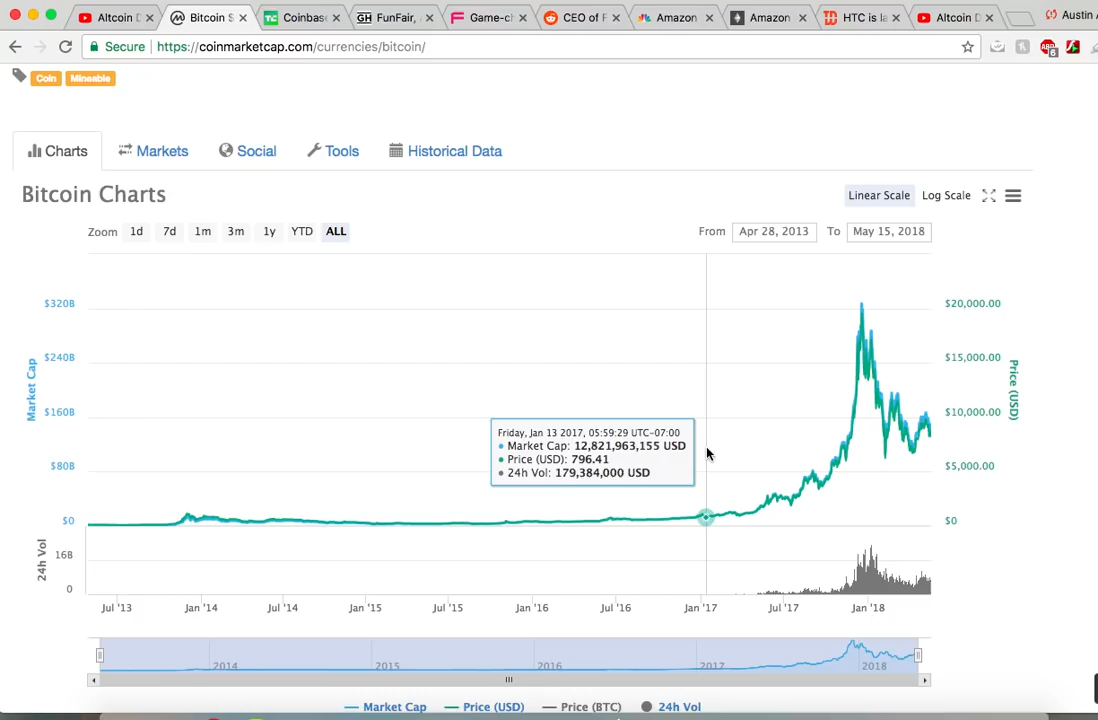 Altcoin D
Bitcoin S
Coinbas
FunFair,
Game-c
CEO of F
Amazon
Amazon
HTC is l
Altcoin D
Austin
Secure
https://coinmarketcap.com/currencies/bitcoin/
Coin Mineable
Charts Markets Social Tools Historical Data
Bitcoin Charts
Linear Scale Log Scale
Zoom 1d 7d 1m 3m 1y YTD ALL
From Apr 28, 2013 To May 15, 2018
$320B $20,000.00
$240B $15,000.00
$160B $10,000.00
$80B $5,000.00
$0 $0
Market Cap
Price (USD)
Friday, Jan 13 2017, 05:59:29 UTC-07:00
Market Cap: 12,821,963,155 USD
Price (USD): 796.41
24h Vol: 179,384,000 USD
24h Vol
16B
0
Jul '13 Jan '14 Jul '14 Jan '15 Jul '15 Jan '16 Jul '16 Jan '17 Jul '17 Jan '18
2014 2015 2016 2017 2018
Market Cap Price (USD) Price (BTC) 24h Vol